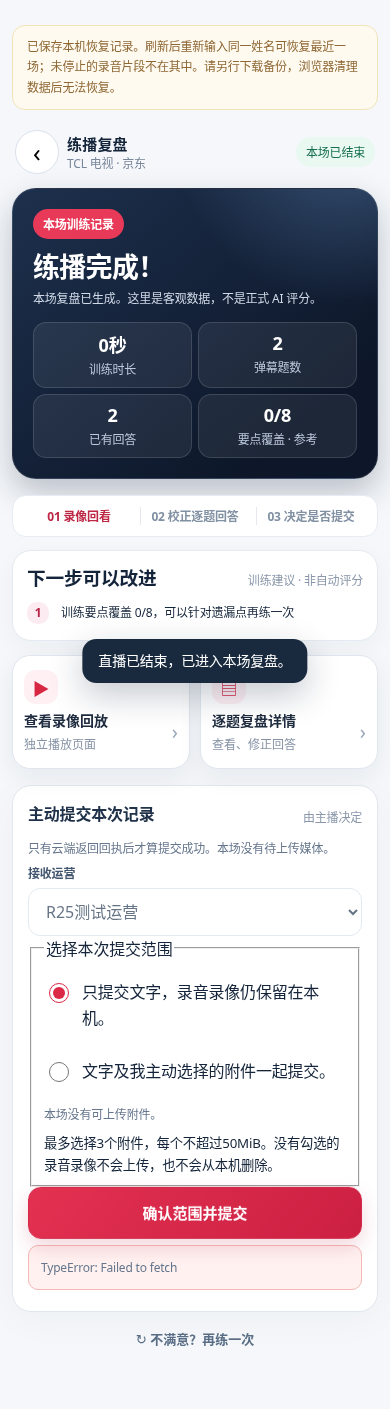 已保存本机恢复记录。刷新后重新输入同一姓名可恢复最近一
场；未停止的录音片段不在其中。请另行下载备份，浏览器清理
数据后无法恢复。
‹
练播复盘
TCL 电视 · 京东
本场已结束
本场训练记录
练播完成！
本场复盘已生成。这里是客观数据，不是正式 AI 评分。
0秒
训练时长
2
弹幕题数
2
已有回答
0/8
要点覆盖 · 参考
01 录像回看
02 校正逐题回答
03 决定是否提交
下一步可以改进
训练建议 · 非自动评分
1
训练要点覆盖 0/8，可以针对遗漏点再练一次
直播已结束，已进入本场复盘。
查看录像回放
独立播放页面
›
逐题复盘详情
查看、修正回答
›
主动提交本次记录
由主播决定
只有云端返回回执后才算提交成功。本场没有待上传媒体。
接收运营
R25测试运营
选择本次提交范围
只提交文字，录音录像仍保留在本
机。
文字及我主动选择的附件一起提交。
本场没有可上传附件。
最多选择3个附件，每个不超过50MiB。没有勾选的
录音录像不会上传，也不会从本机删除。
确认范围并提交
TypeError: Failed to fetch
↻ 不满意？再练一次